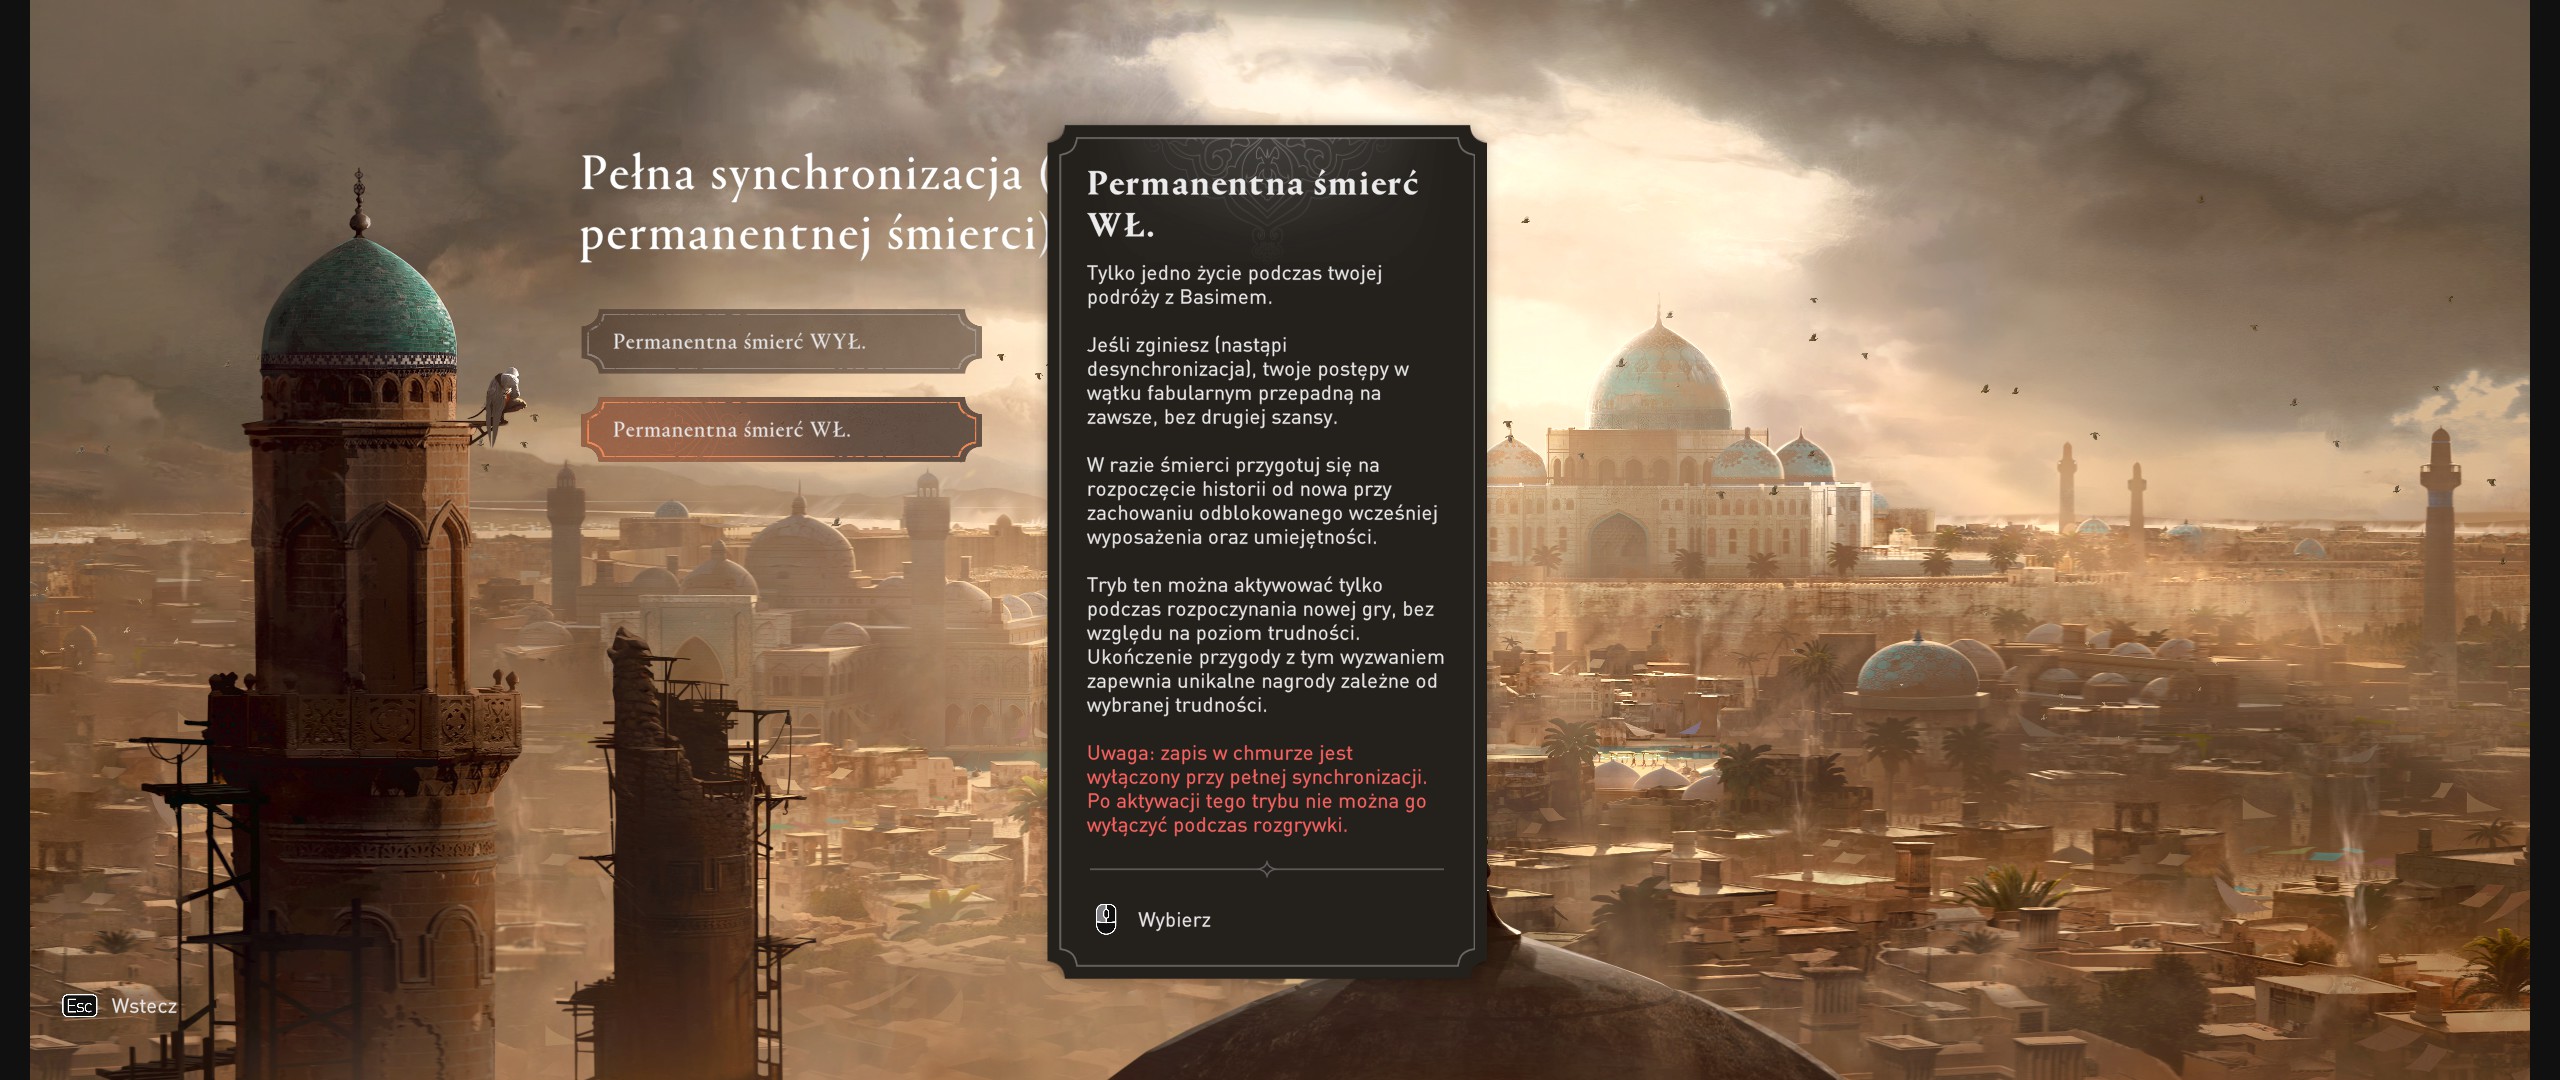 Pełna synchronizacja (
permanentnej śmierci)
Permanentna śmierć WYŁ.
Permanentna śmierć WŁ.
Permanentna śmierć
WŁ.
Tylko jedno życie podczas twojej
podróży z Basimem.
Jeśli zginiesz (nastąpi
desynchronizacja), twoje postępy w
wątku fabularnym przepadną na
zawsze, bez drugiej szansy.
W razie śmierci przygotuj się na
rozpoczęcie historii od nowa przy
zachowaniu odblokowanego wcześniej
wyposażenia oraz umiejętności.
Tryb ten można aktywować tylko
podczas rozpoczynania nowej gry, bez
względu na poziom trudności.
Ukończenie przygody z tym wyzwaniem
zapewnia unikalne nagrody zależne od
wybranej trudności.
Uwaga: zapis w chmurze jest
wyłączony przy pełnej synchronizacji.
Po aktywacji tego trybu nie można go
wyłączyć podczas rozgrywki.
Wybierz
Esc Wstecz